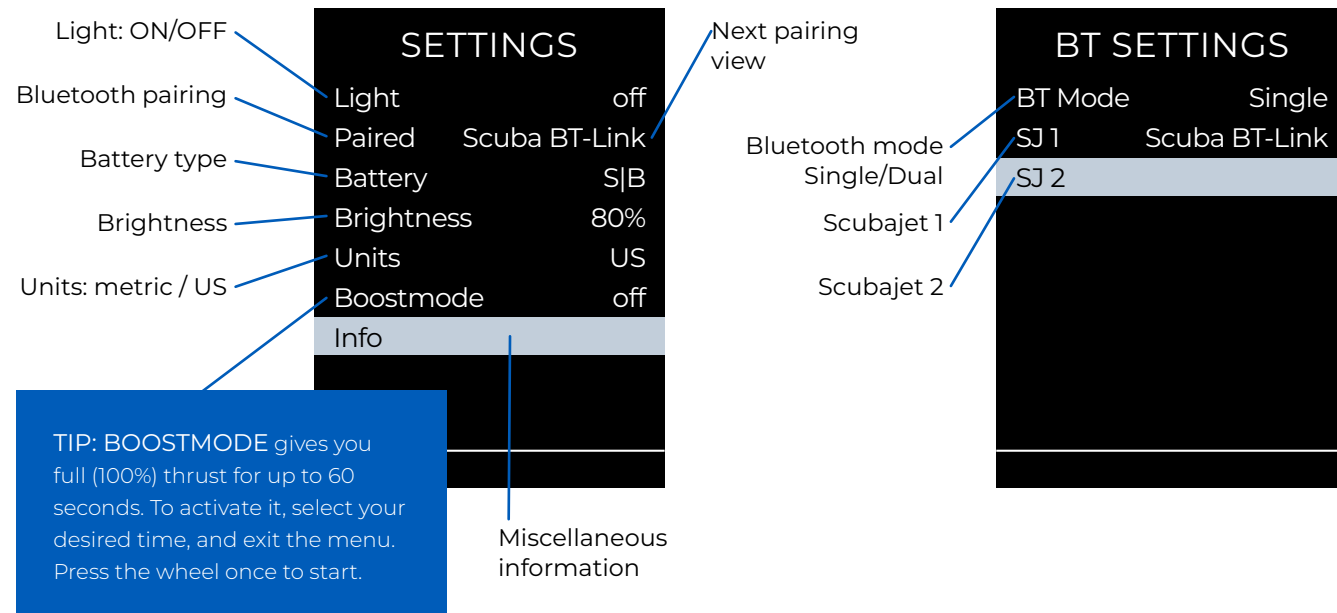 Light: ON/OFF
Bluetooth pairing
Battery type
Brightness
Units: metric / US
SETTINGS
Light off
Paired Scuba BT-Link
Battery S|B
Brightness 80%
Units US
Boostmode off
Info
TIP: BOOSTMODE gives you
full (100%) thrust for up to 60
seconds. To activate it, select your
desired time, and exit the menu.
Press the wheel once to start.
Miscellaneous
information
Next pairing
view
Bluetooth mode
Single/Dual
Scubajet 1
Scubajet 2
BT SETTINGS
BT Mode Single
SJ 1 Scuba BT-Link
SJ 2